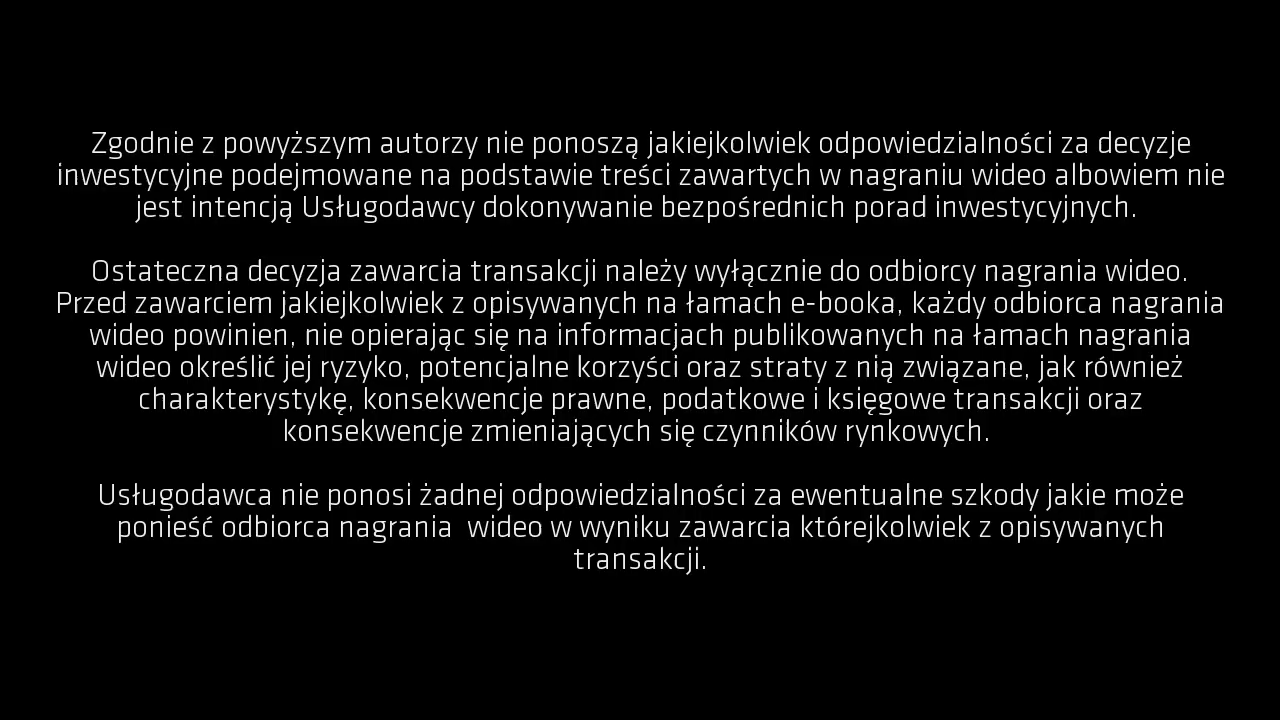 Zgodnie z powyższym autorzy nie ponoszą jakiejkolwiek odpowiedzialności za decyzje
inwestycyjne podejmowane na podstawie treści zawartych w nagraniu wideo albowiem nie
jest intencją Usługodawcy dokonywanie bezpośrednich porad inwestycyjnych.
Ostateczna decyzja zawarcia transakcji należy wyłącznie do odbiorcy nagrania wideo.
Przed zawarciem jakiejkolwiek z opisywanych na łamach e-booka, każdy odbiorca nagrania
wideo powinien, nie opierając się na informacjach publikowanych na łamach nagrania
wideo określić jej ryzyko, potencjalne korzyści oraz straty z nią związane, jak również
charakterystykę, konsekwencje prawne, podatkowe i księgowe transakcji oraz
konsekwencje zmieniających się czynników rynkowych.
Usługodawca nie ponosi żadnej odpowiedzialności za ewentualne szkody jakie może
ponieść odbiorca nagrania  wideo w wyniku zawarcia którejkolwiek z opisywanych
transakcji.